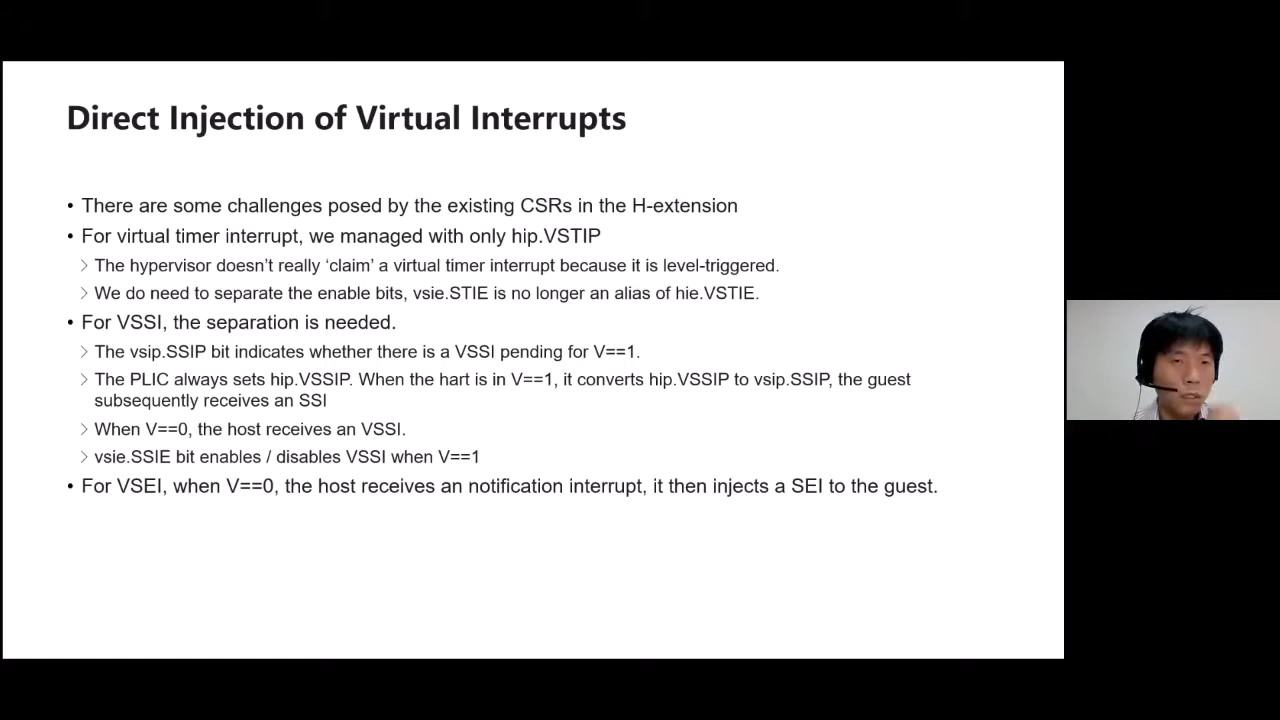 Direct Injection of Virtual Interrupts
• There are some challenges posed by the existing CSRs in the H-extension
• For virtual timer interrupt, we managed with only hip.VSTIP
The hypervisor doesn’t really ‘claim’ a virtual timer interrupt because it is level-triggered.
We do need to separate the enable bits, vsie.STIE is no longer an alias of hie.VSTIE.
• For VSSI, the separation is needed.
The vsip.SSIP bit indicates whether there is a VSSI pending for V==1.
The PLIC always sets hip.VSSIP. When the hart is in V==1, it converts hip.VSSIP to vsip.SSIP, the guest
subsequently receives an SSI
When V==0, the host receives an VSSI.
vsie.SSIE bit enables / disables VSSI when V==1
• For VSEI, when V==0, the host receives an notification interrupt, it then injects a SEI to the guest.